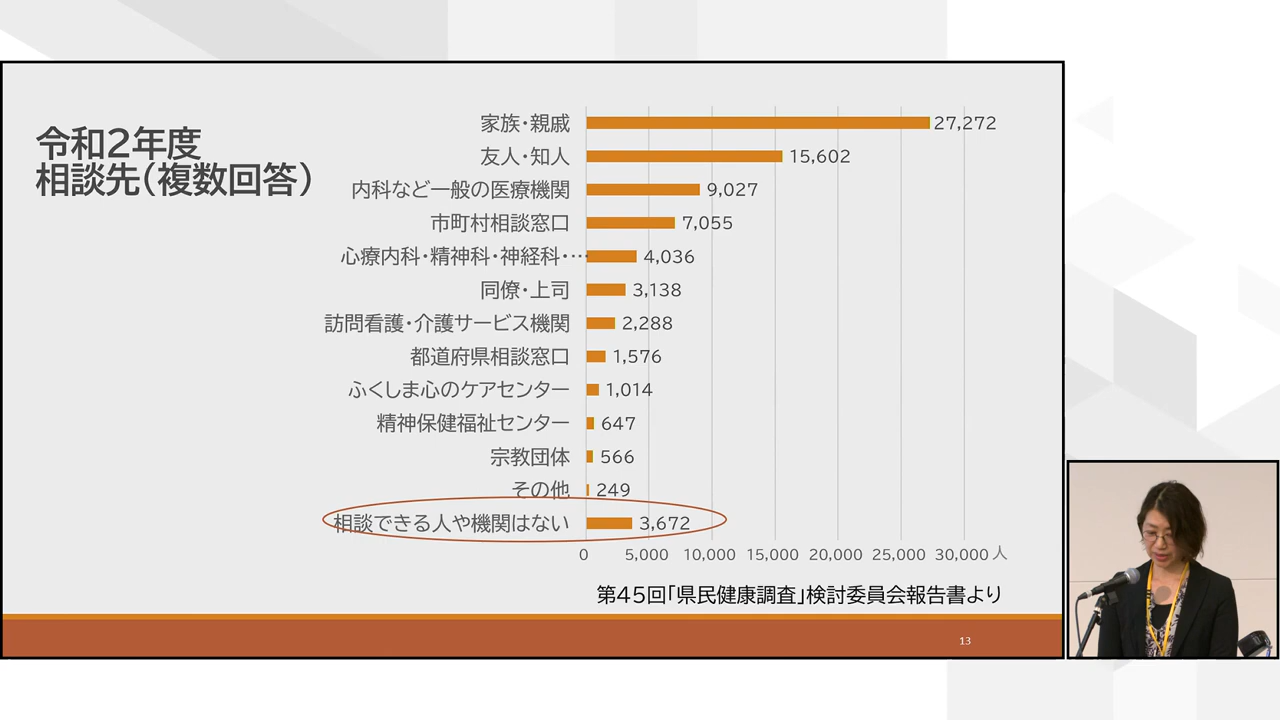 令和2年度
相談先(複数回答)
家族・親戚 27,272
友人・知人 15,602
内科など一般の医療機関 9,027
市町村相談窓口 7,055
心療内科・精神科・神経科・… 4,036
同僚・上司 3,138
訪問看護・介護サービス機関 2,288
都道府県相談窓口 1,576
ふくしま心のケアセンター 1,014
精神保健福祉センター 647
宗教団体 566
その他 249
相談できる人や機関はない 3,672
0 5,000 10,000 15,000 20,000 25,000 30,000 人
第45回「県民健康調査」検討委員会報告書より
13